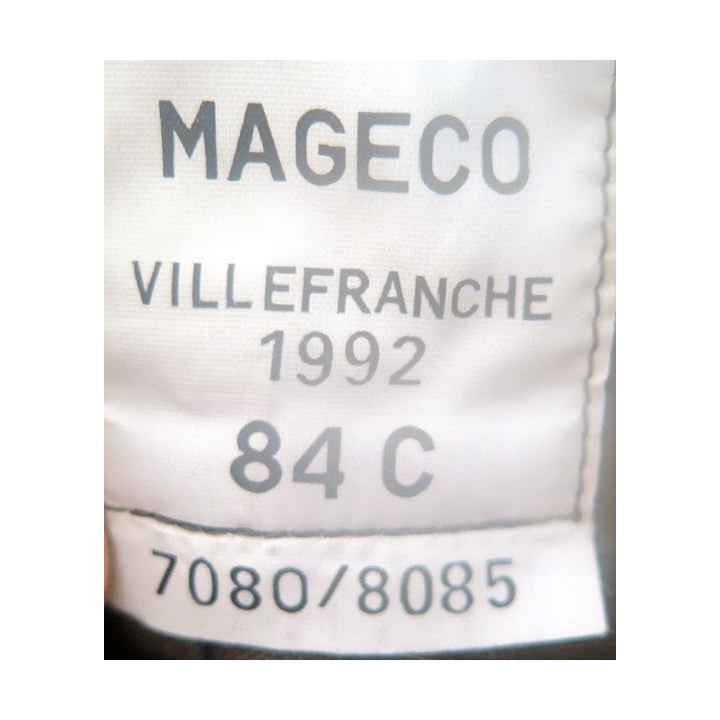 MAGECO
VILLEFRANCHE
1992
84 C
7080/8085